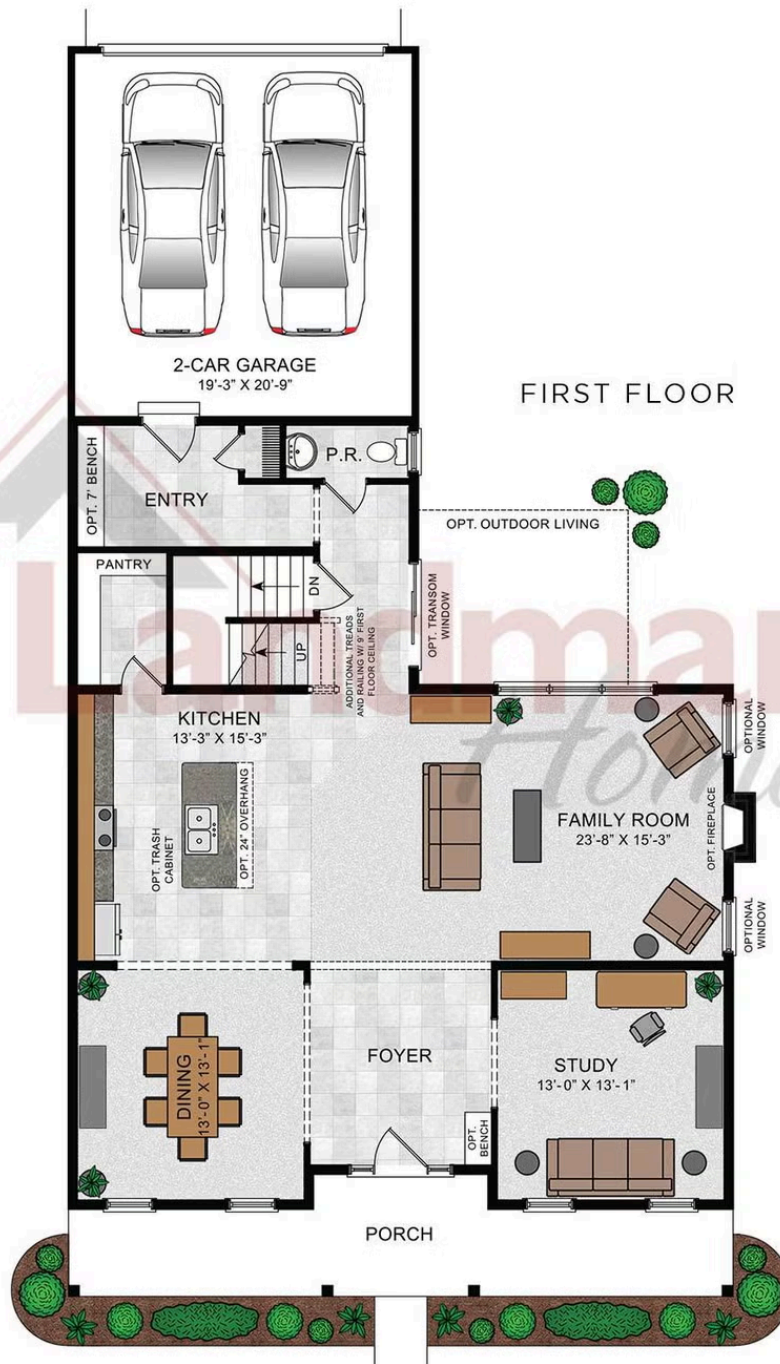 2-CAR GARAGE
19'-3" X 20'-9"
FIRST FLOOR
OPT. 7' BENCH
ENTRY
P.R.
OPT. OUTDOOR LIVING
PANTRY
DN
UP
OPT. TRANSOM
WINDOW
ADDITIONAL TREADS
AND RAILING W/ 9' FIRST
FLOOR CEILING
Landmar
Home
KITCHEN
13'-3" X 15'-3"
OPT. TRASH
CABINET
OPT. 24" OVERHANG
FAMILY ROOM
23'-8" X 15'-3"
OPTIONAL
WINDOW
OPT. FIREPLACE
OPTIONAL
WINDOW
DINING
13'-0" X 13'-1"
FOYER
OPT.
BENCH
STUDY
13'-0" X 13'-1"
PORCH